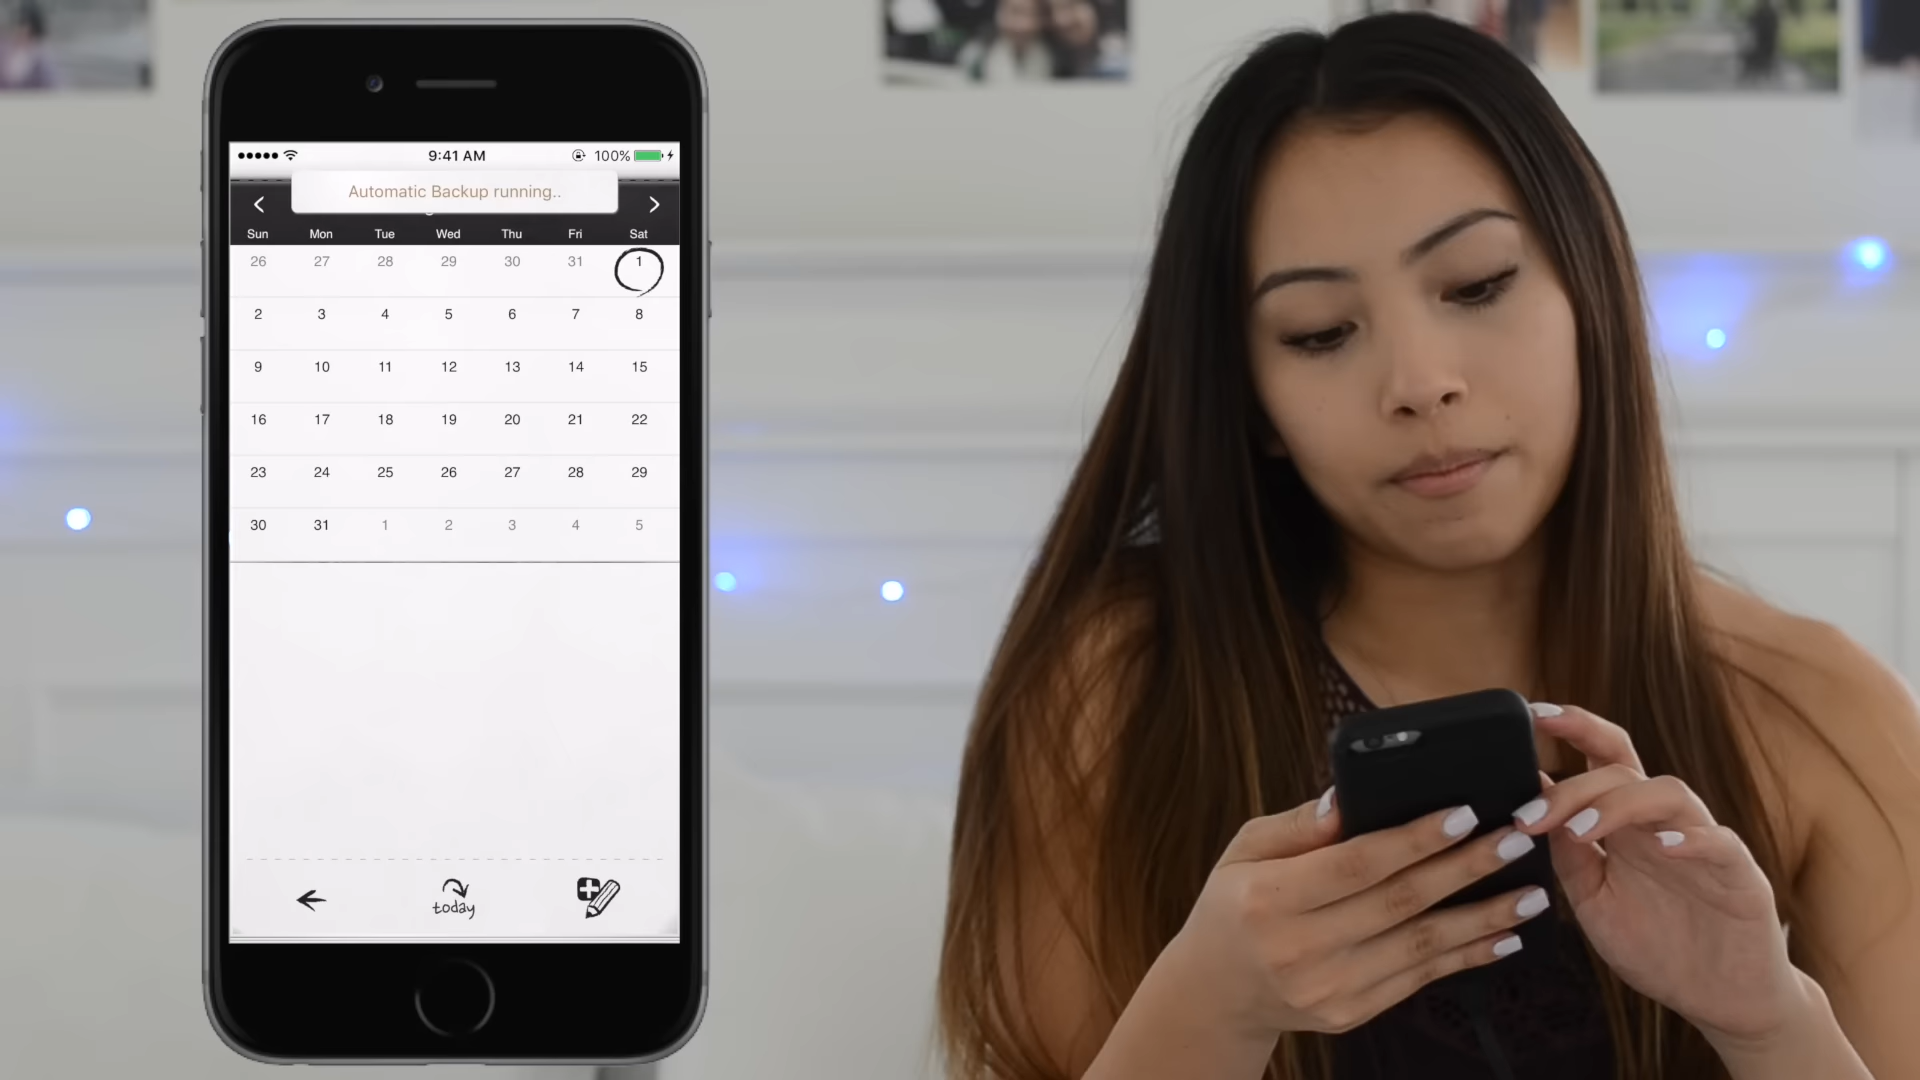 9:41 AM 100%
Automatic Backup running..
Sun Mon Tue Wed Thu Fri Sat
26 27 28 29 30 31 1
2 3 4 5 6 7 8
9 10 11 12 13 14 15
16 17 18 19 20 21 22
23 24 25 26 27 28 29
30 31 1 2 3 4 5
today